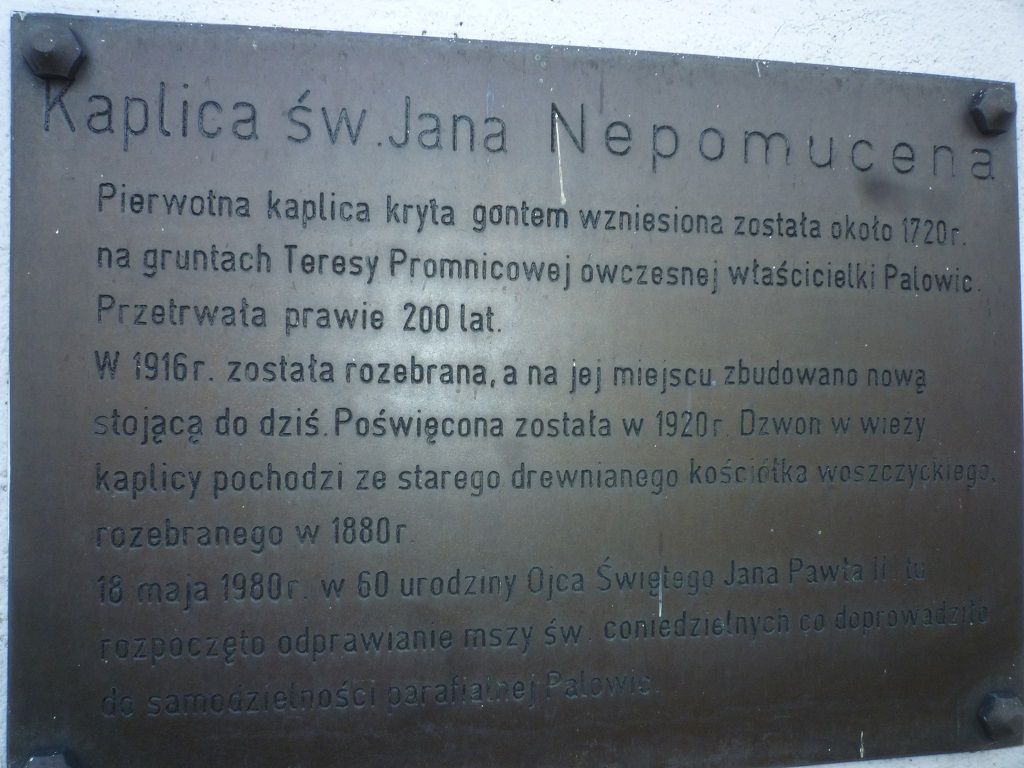 Kaplica św. Jana Nepomucena
Pierwotna kaplica kryta gontem wzniesiona została około 1720r.
na gruntach Teresy Promnicowej ówczesnej właścicielki Palowic.
Przetrwała prawie 200 lat.
W 1916r. została rozebrana, a na jej miejscu zbudowano nową
stojącą do dziś. Poświęcona została w 1920r. Dzwon w wieży
kaplicy pochodzi ze starego drewnianego kościółka woszczyckiego,
rozebranego w 1880r.
18 maja 1980r. w 60 urodziny Ojca Świętego Jana Pawła II. tu
rozpoczęto odprawianie mszy św. coniedzielnych co doprowadziło
do samodzielności parafialnej Palowic.